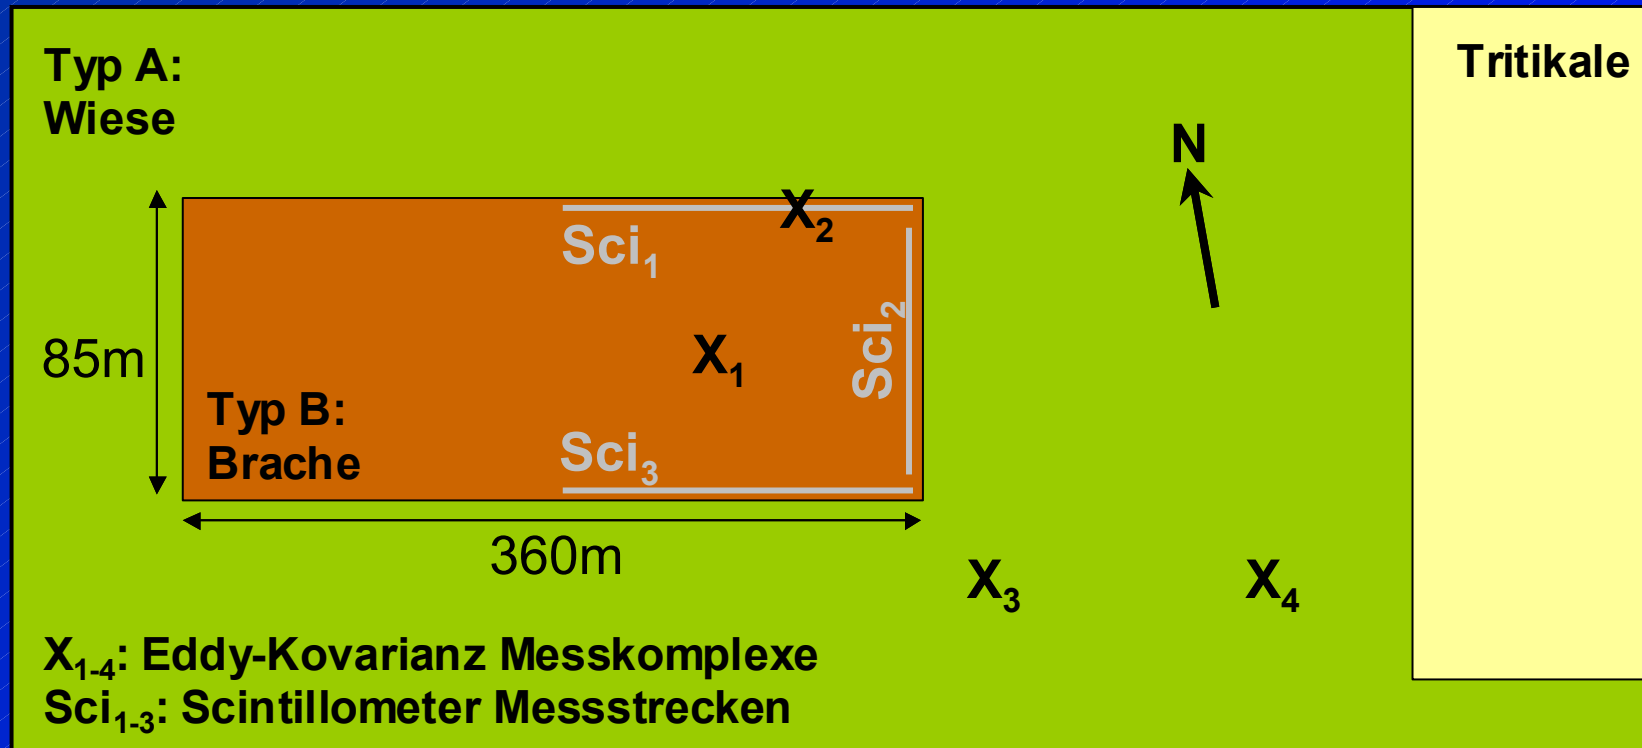 Typ A:
Wiese
Tritikale
N
X2
Sci1
Sci2
85m
X1
Typ B:
Brache
Sci3
360m
X3
X4
X1-4: Eddy-Kovarianz Messkomplexe
Sci1-3: Scintillometer Messstrecken